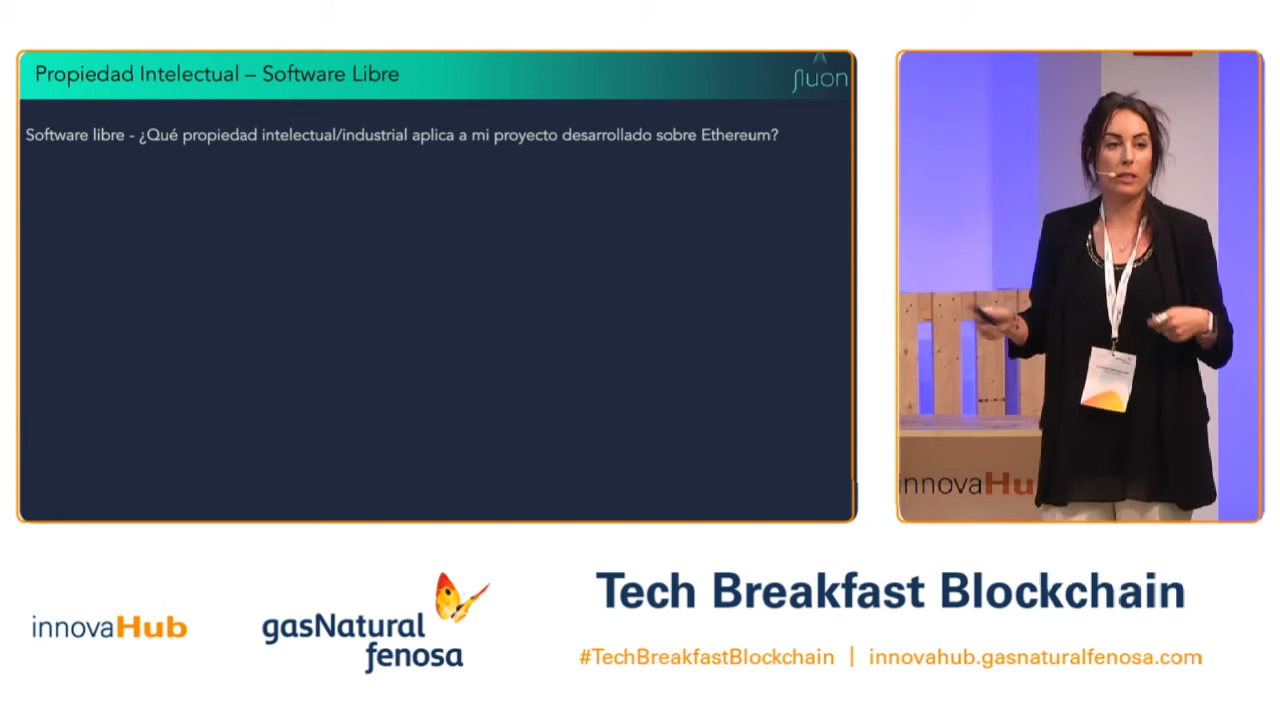 Propiedad Intelectual – Software Libre
fluon
Software libre - ¿Qué propiedad intelectual/industrial aplica a mi proyecto desarrollado sobre Ethereum?
innovaHu
innovaHub
gasNatural
fenosa
Tech Breakfast Blockchain
#TechBreakfastBlockchain | innovahub.gasnaturalfenosa.com